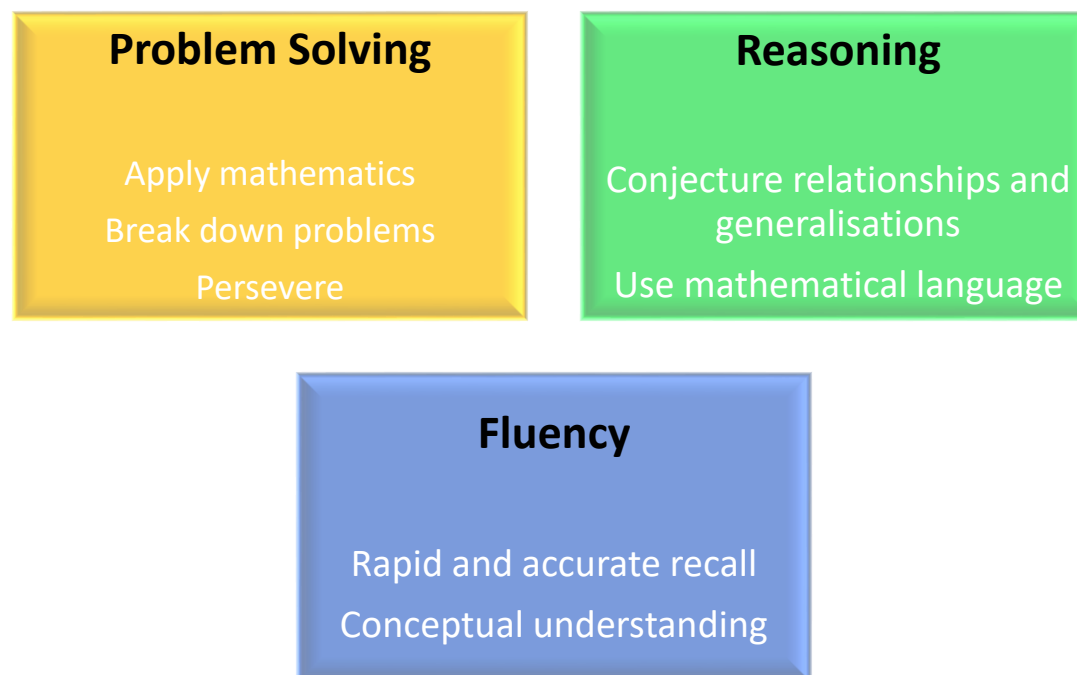 Problem Solving
Apply mathematics
Break down problems
Persevere
Reasoning
Conjecture relationships and
generalisations
Use mathematical language
Fluency
Rapid and accurate recall
Conceptual understanding